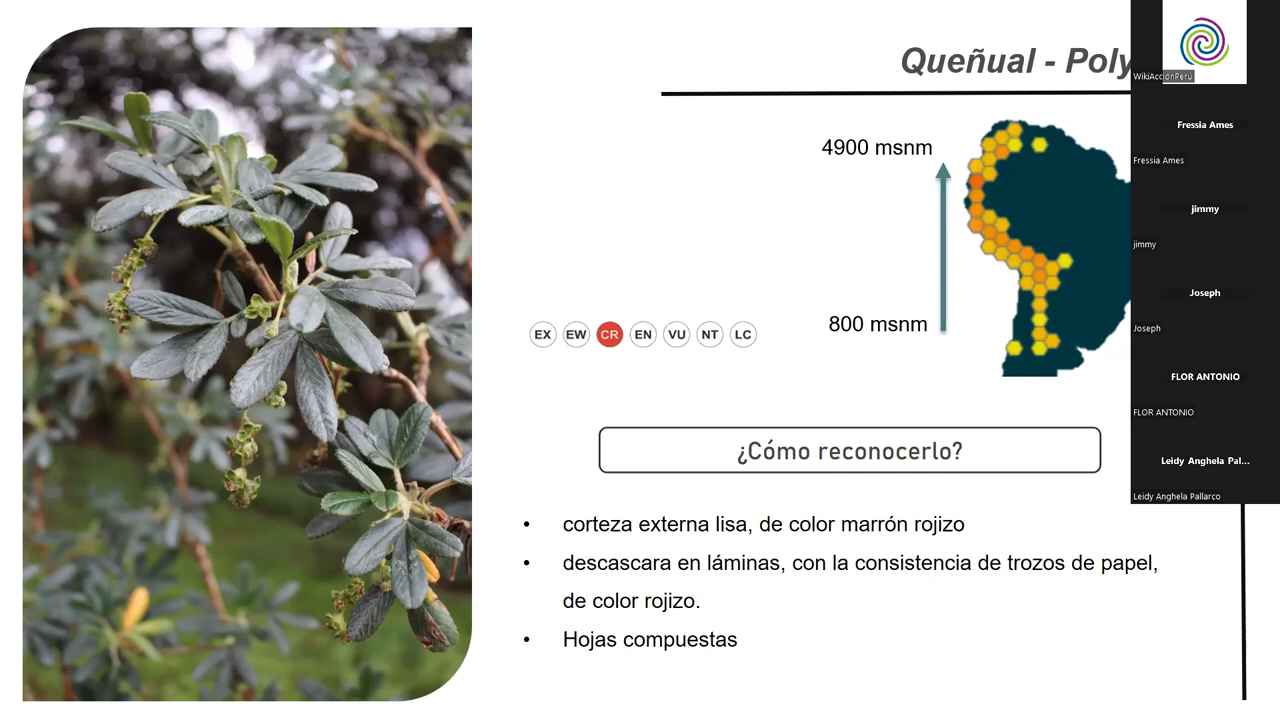 Queñual - Poly
4900 msnm
800 msnm
EX EW CR EN VU NT LC
¿Cómo reconocerlo?
• corteza externa lisa, de color marrón rojizo
• descascara en láminas, con la consistencia de trozos de papel,
de color rojizo.
• Hojas compuestas
WikiAcciónPerú
Fressia Ames
Fressia Ames
jimmy
jimmy
Joseph
Joseph
FLOR ANTONIO
FLOR ANTONIO
Leidy Anghela Pal...
Leidy Anghela Pallarco